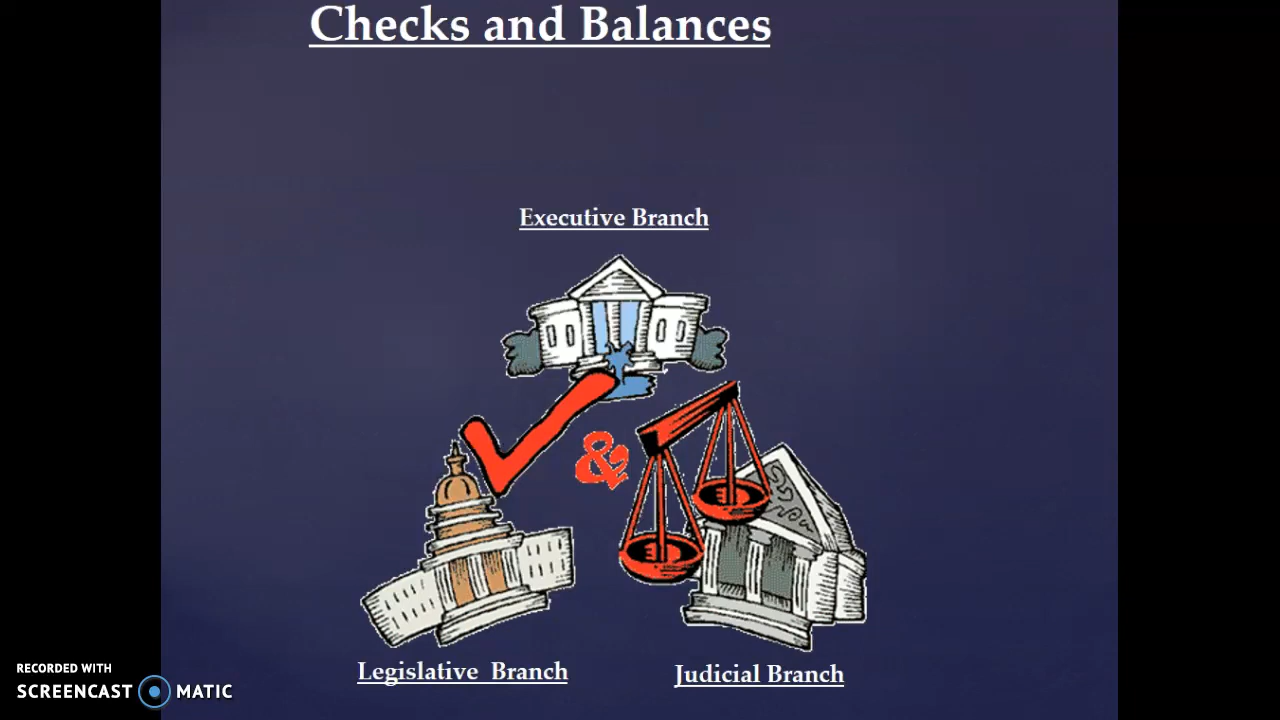 Checks and Balances
Executive Branch
&
Legislative Branch
Judicial Branch
RECORDED WITH
SCREENCAST MATIC